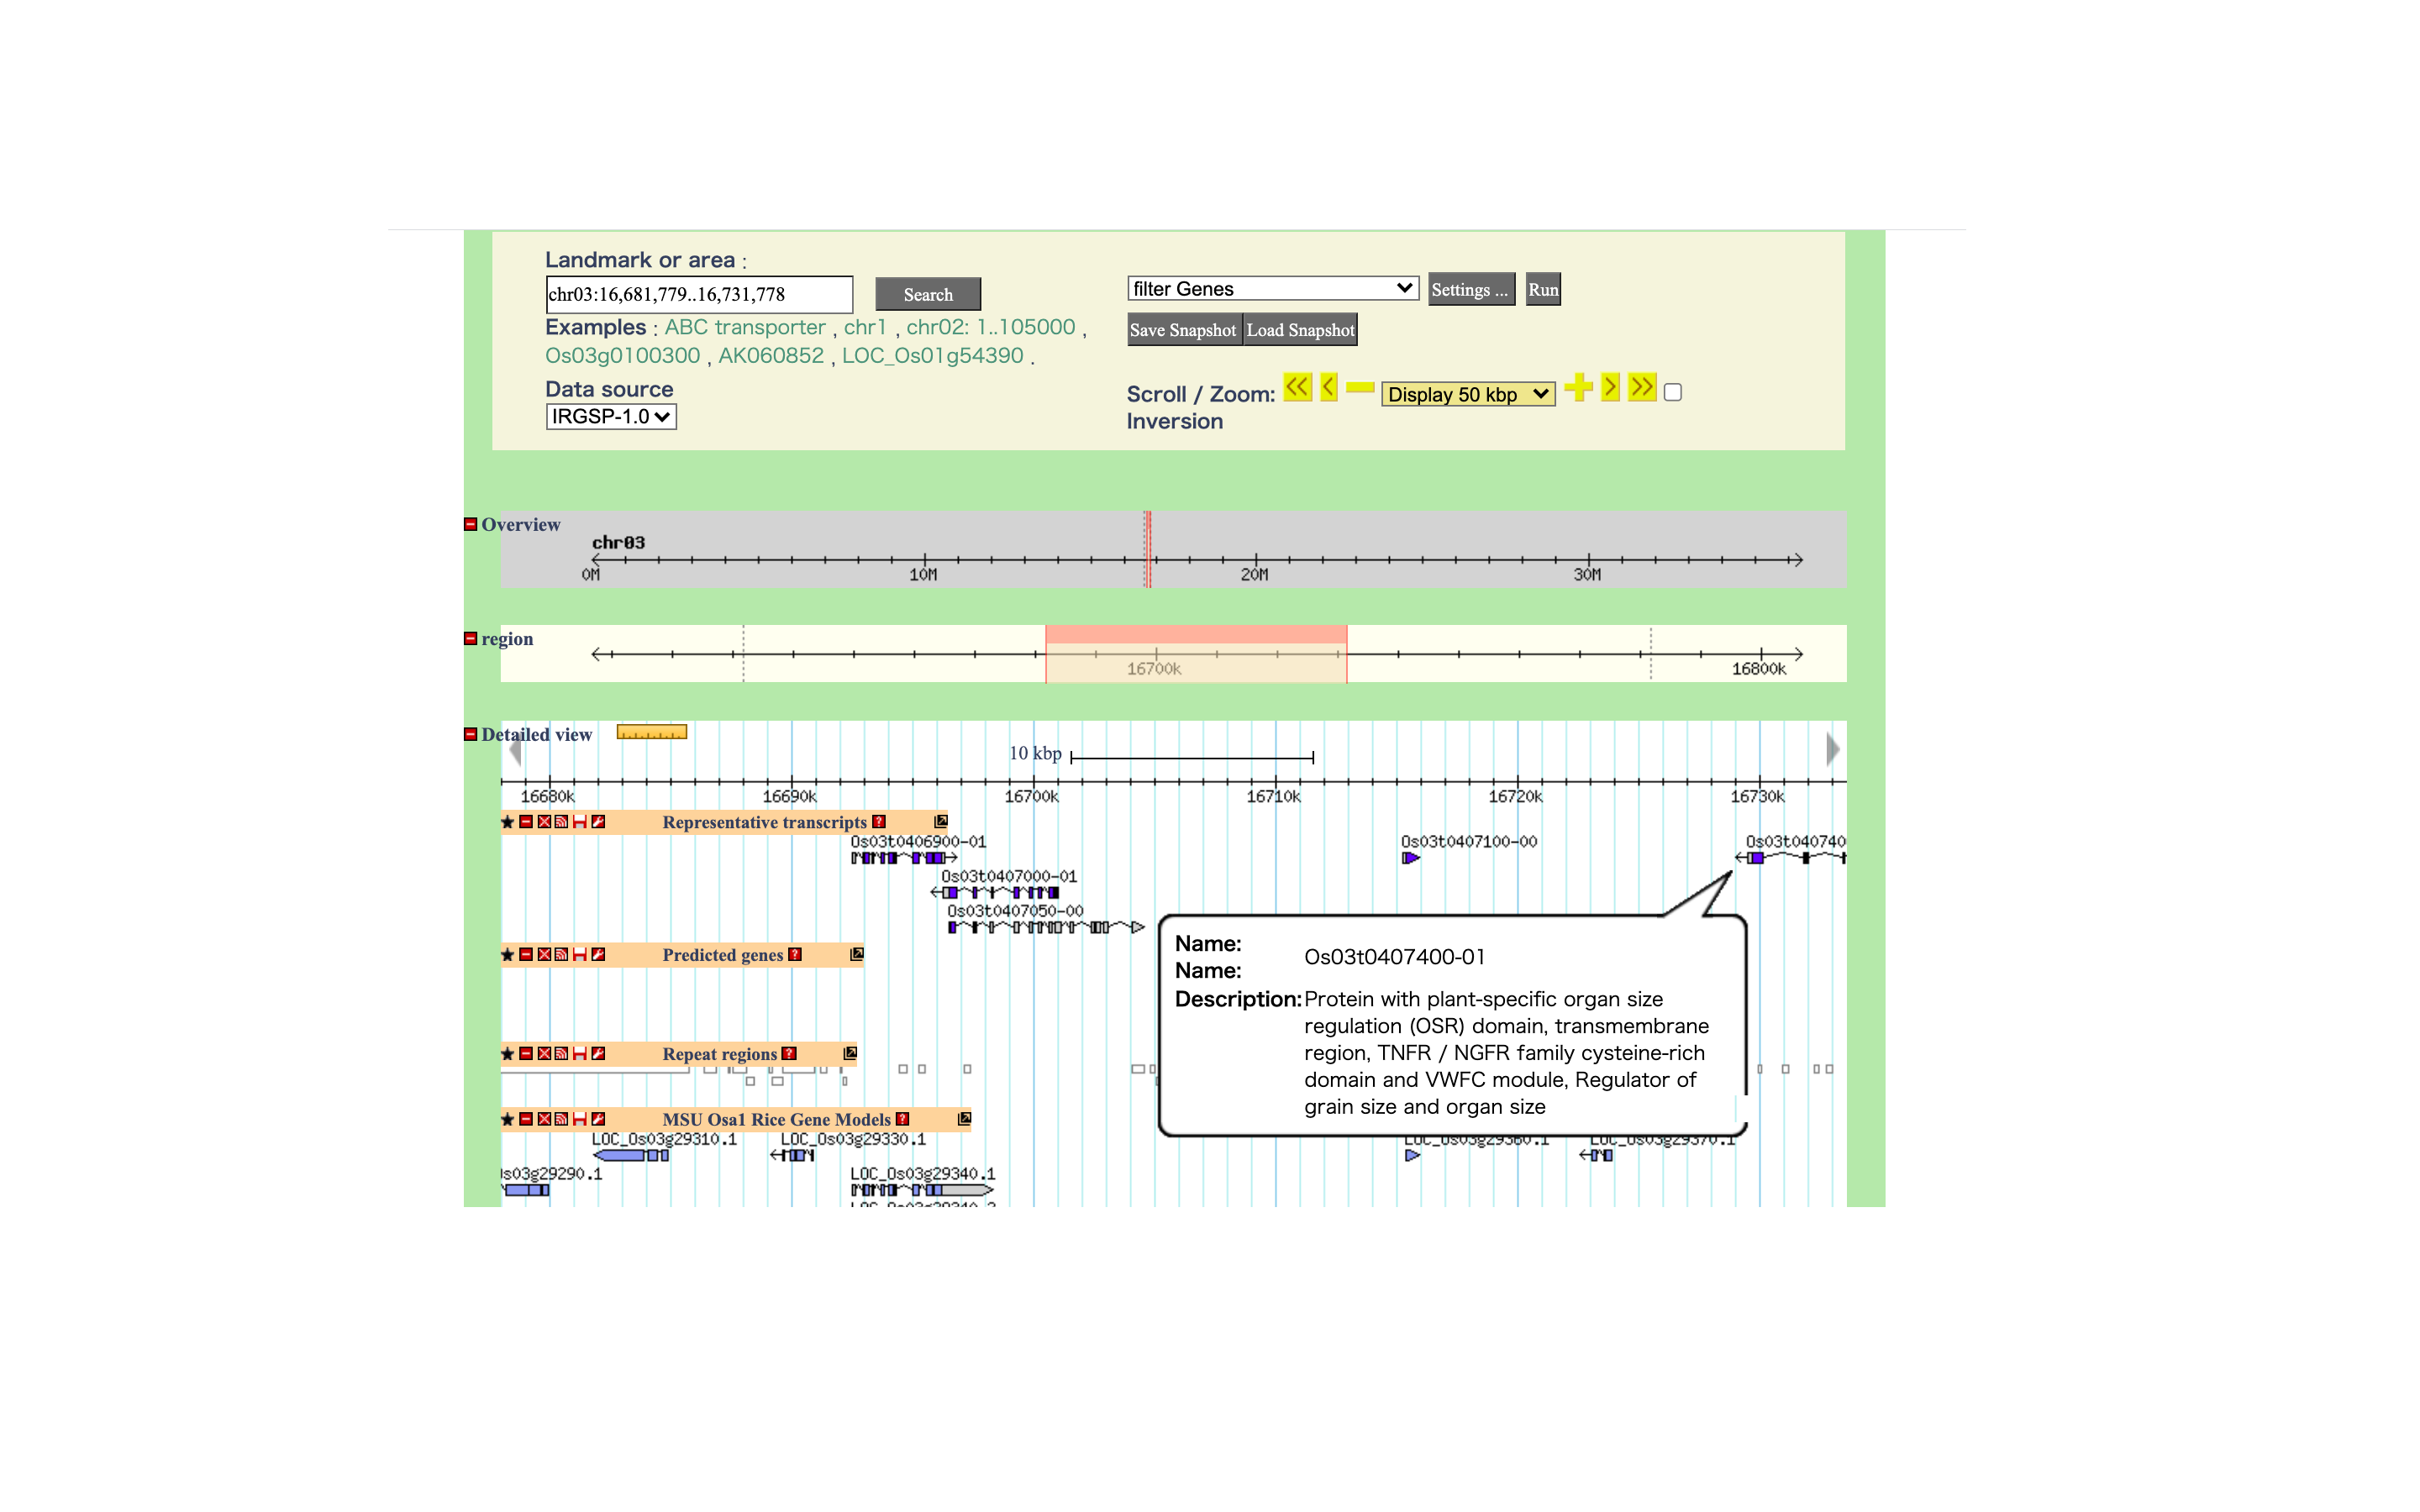 Landmark or area :
chr03:16,681,779..16,731,778
Search
Examples : ABC transporter , chr1 , chr02: 1..105000 ,
Os03g0100300 , AK060852 , LOC_Os01g54390 .
Data source
IRGSP-1.0
filter Genes
Settings ...
Run
Save Snapshot
Load Snapshot
Scroll / Zoom:
Display 50 kbp
Inversion
Overview
chr03
0M 10M 20M 30M
region
16700k 16800k
Detailed view
10 kbp
16680k 16690k 16700k 16710k 16720k 16730k
Representative transcripts
Os03t0406900-01 Os03t0407100-00 Os03t040740
Os03t0407000-01
Os03t0407050-00
Name:
Name: Os03t0407400-01
Description: Protein with plant-specific organ size
regulation (OSR) domain, transmembrane
region, TNFR / NGFR family cysteine-rich
domain and VWFC module, Regulator of
grain size and organ size
Predicted genes
Repeat regions
MSU Osa1 Rice Gene Models
LOC_Os03g29310.1 LOC_Os03g29330.1 LOC_Os03g29360.1 LOC_Os03g29370.1
s03g29290.1 LOC_Os03g29340.1